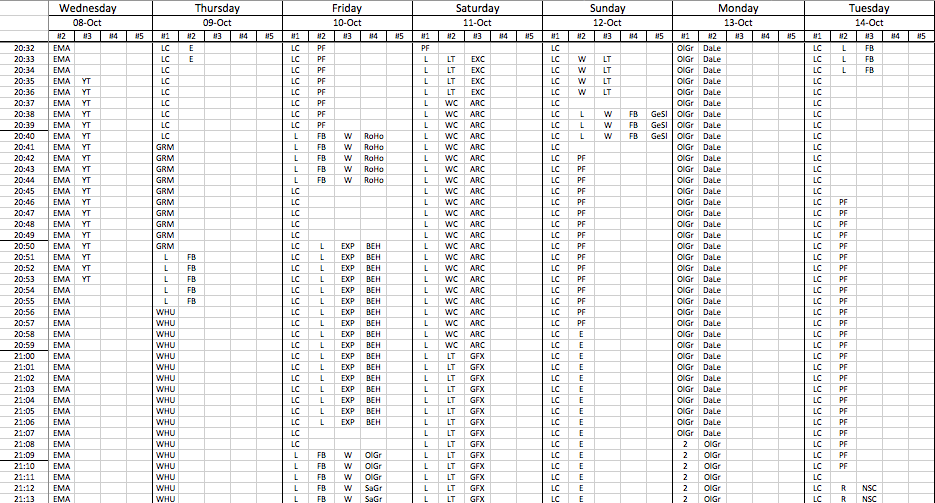 Wednesday Thursday Friday Saturday Sunday Monday Tuesday
08-Oct 09-Oct 10-Oct 11-Oct 12-Oct 13-Oct 14-Oct
#2 #3 #4 #5 #1 #2 #3 #4 #5 #1 #2 #3 #4 #5 #1 #2 #3 #4 #5 #1 #2 #3 #4 #5 #1 #2 #3 #4 #5 #1 #2 #3 #4 #5
20:32 EMA LC E LC PF PF LC OlGr DaLe LC L FB
20:33 EMA LC E LC PF L LT EXC LC W LT OlGr DaLe LC L FB
20:34 EMA LC LC PF L LT EXC LC W LT OlGr DaLe LC L FB
20:35 EMA YT LC LC PF L LT EXC LC W LT OlGr DaLe LC
20:36 EMA YT LC LC PF L LT EXC LC W LT OlGr DaLe LC
20:37 EMA YT LC LC PF L WC ARC LC OlGr DaLe LC
20:38 EMA YT LC LC PF L WC ARC LC L W FB GeSl OlGr DaLe LC
20:39 EMA YT LC LC PF L WC ARC LC L W FB GeSl OlGr DaLe LC
20:40 EMA YT LC L FB W RoHo L WC ARC LC L W FB GeSl OlGr DaLe LC
20:41 EMA YT GRM L FB W RoHo L WC ARC LC OlGr DaLe LC
20:42 EMA YT GRM L FB W RoHo L WC ARC LC PF OlGr DaLe LC
20:43 EMA YT GRM L FB W RoHo L WC ARC LC PF OlGr DaLe LC
20:44 EMA YT GRM L FB W RoHo L WC ARC LC PF OlGr DaLe LC
20:45 EMA YT GRM LC L WC ARC LC PF OlGr DaLe LC
20:46 EMA YT GRM LC L WC ARC LC PF OlGr DaLe LC PF
20:47 EMA YT GRM LC L WC ARC LC PF OlGr DaLe LC PF
20:48 EMA YT GRM LC L WC ARC LC PF OlGr DaLe LC PF
20:49 EMA YT GRM LC L WC ARC LC PF OlGr DaLe LC PF
20:50 EMA YT GRM LC L EXP BEH L WC ARC LC PF OlGr DaLe LC PF
20:51 EMA YT L FB LC L EXP BEH L WC ARC LC PF OlGr DaLe LC PF
20:52 EMA YT L FB LC L EXP BEH L WC ARC LC PF OlGr DaLe LC PF
20:53 EMA YT L FB LC L EXP BEH L WC ARC LC PF OlGr DaLe LC PF
20:54 EMA L FB LC L EXP BEH L WC ARC LC PF OlGr DaLe LC PF
20:55 EMA L FB LC L EXP BEH L WC ARC LC PF OlGr DaLe LC PF
20:56 EMA WHU LC L EXP BEH L WC ARC LC PF OlGr DaLe LC PF
20:57 EMA WHU LC L EXP BEH L WC ARC LC PF OlGr DaLe LC PF
20:58 EMA WHU LC L EXP BEH L WC ARC LC E OlGr DaLe LC PF
20:59 EMA WHU LC L EXP BEH L WC ARC LC E OlGr DaLe LC PF
21:00 EMA WHU LC L EXP BEH L LT GFX LC E OlGr DaLe LC PF
21:01 EMA WHU LC L EXP BEH L LT GFX LC E OlGr DaLe LC PF
21:02 EMA WHU LC L EXP BEH L LT GFX LC E OlGr DaLe LC PF
21:03 EMA WHU LC L EXP BEH L LT GFX LC E OlGr DaLe LC PF
21:04 EMA WHU LC L EXP BEH L LT GFX LC E OlGr DaLe LC PF
21:05 EMA WHU LC L EXP BEH L LT GFX LC E OlGr DaLe LC PF
21:06 EMA WHU LC L EXP BEH L LT GFX LC E OlGr DaLe LC PF
21:07 EMA WHU LC L LT GFX LC E OlGr DaLe LC PF
21:08 EMA WHU LC L LT GFX LC E 2 OlGr LC PF
21:09 EMA WHU L FB W OlGr L LT GFX LC E 2 OlGr LC PF
21:10 EMA WHU L FB W OlGr L LT GFX LC E 2 OlGr LC PF
21:11 EMA WHU L FB W OlGr L LT GFX LC E 2 OlGr LC
21:12 EMA WHU L FB W SaGr L LT GFX LC E 2 OlGr LC R NSC
21:13 EMA WHU L FB W SaGr L LT GFX LC E 2 OlGr LC R NSC